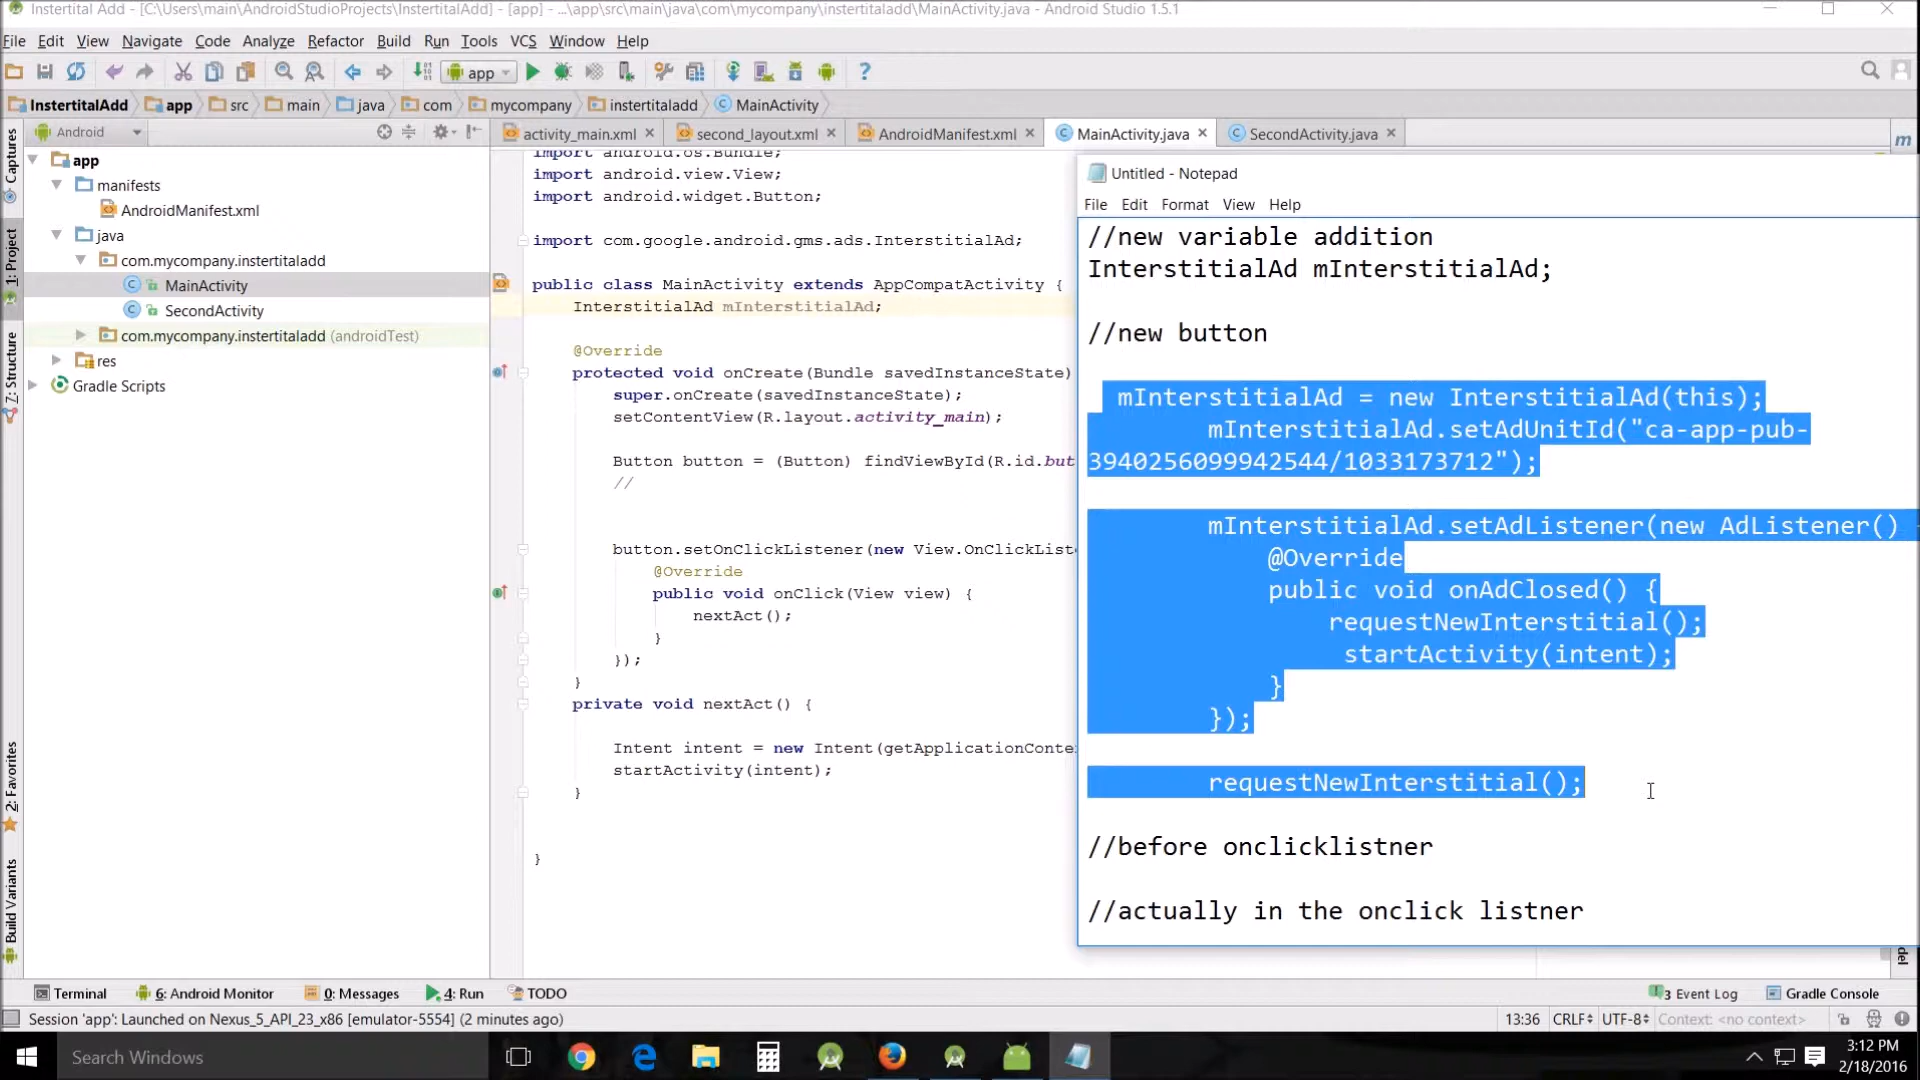 Instertital Add - [C:\Users\main\AndroidStudioProjects\InstertitalAdd] - [app] - ...\app\src\main\java\com\mycompany\instertitaladd\MainActivity.java - Android Studio 1.5.1
File Edit View Navigate Code Analyze Refactor Build Run Tools VCS Window Help
app
InstertitalAdd app src main java com mycompany instertitaladd MainActivity
Android
activity_main.xml second_layout.xml AndroidManifest.xml MainActivity.java SecondActivity.java
Captures
1: Project
Z: Structure
2: Favorites
Build Variants
app
manifests
AndroidManifest.xml
java
com.mycompany.instertitaladd
MainActivity
SecondActivity
com.mycompany.instertitaladd (androidTest)
res
Gradle Scripts
import android.os.Bundle;
import android.view.View;
import android.widget.Button;
import com.google.android.gms.ads.InterstitialAd;
public class MainActivity extends AppCompatActivity {
InterstitialAd mInterstitialAd;
@Override
protected void onCreate(Bundle savedInstanceState)
super.onCreate(savedInstanceState);
setContentView(R.layout.activity_main);
Button button = (Button) findViewById(R.id.but
//
button.setOnClickListener(new View.OnClickListe
@Override
public void onClick(View view) {
nextAct();
}
});
}
private void nextAct() {
Intent intent = new Intent(getApplicationConte
startActivity(intent);
}
}
Untitled - Notepad
File Edit Format View Help
//new variable addition
InterstitialAd mInterstitialAd;
//new button
mInterstitialAd = new InterstitialAd(this);
mInterstitialAd.setAdUnitId("ca-app-pub-
3940256099942544/1033173712");
mInterstitialAd.setAdListener(new AdListener()
@Override
public void onAdClosed() {
requestNewInterstitial();
startActivity(intent);
}
});
requestNewInterstitial();
//before onclicklistner
//actually in the onclick listner
m
del
Terminal 6: Android Monitor 0: Messages 4: Run TODO 3 Event Log Gradle Console
Session 'app': Launched on Nexus_5_API_23_x86 [emulator-5554] (2 minutes ago) 13:36 CRLF UTF-8 Context: <no context>
Search Windows
3:12 PM
2/18/2016